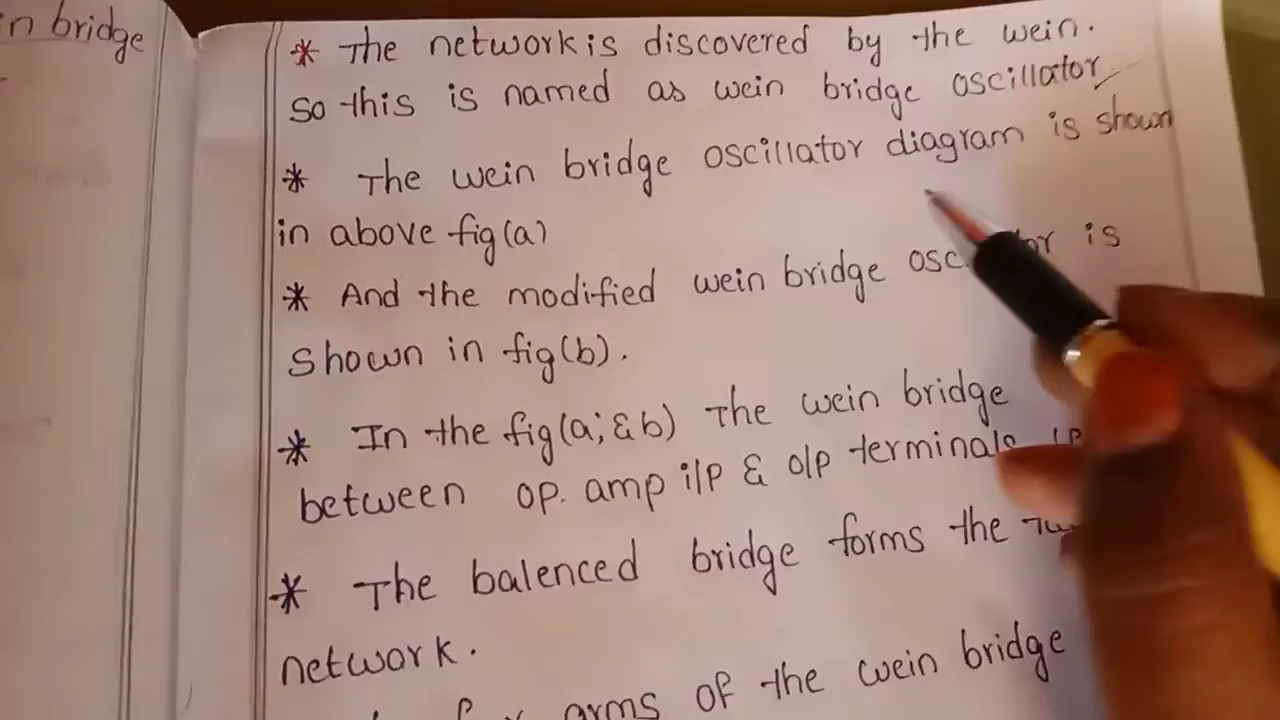 n bridge
* The network is discovered by the wein.
so this is named as wein bridge oscillator
* The wein bridge oscillator diagram is shown
in above fig(a)
* And the modified wein bridge is
shown in fig(b).
* In the fig(a; & b) The wein bridge
between op. amp i/p & o/p terminals
* The balenced bridge forms the
network.
arms of the wein bridge